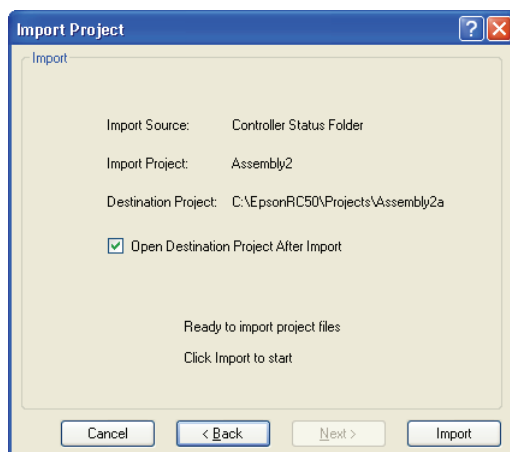 Import Project
Import
Import Source: Controller Status Folder
Import Project: Assembly2
Destination Project: C:\EpsonRC50\Projects\Assembly2a
Open Destination Project After Import
Ready to import project files
Click Import to start
Cancel < Back Next > Import